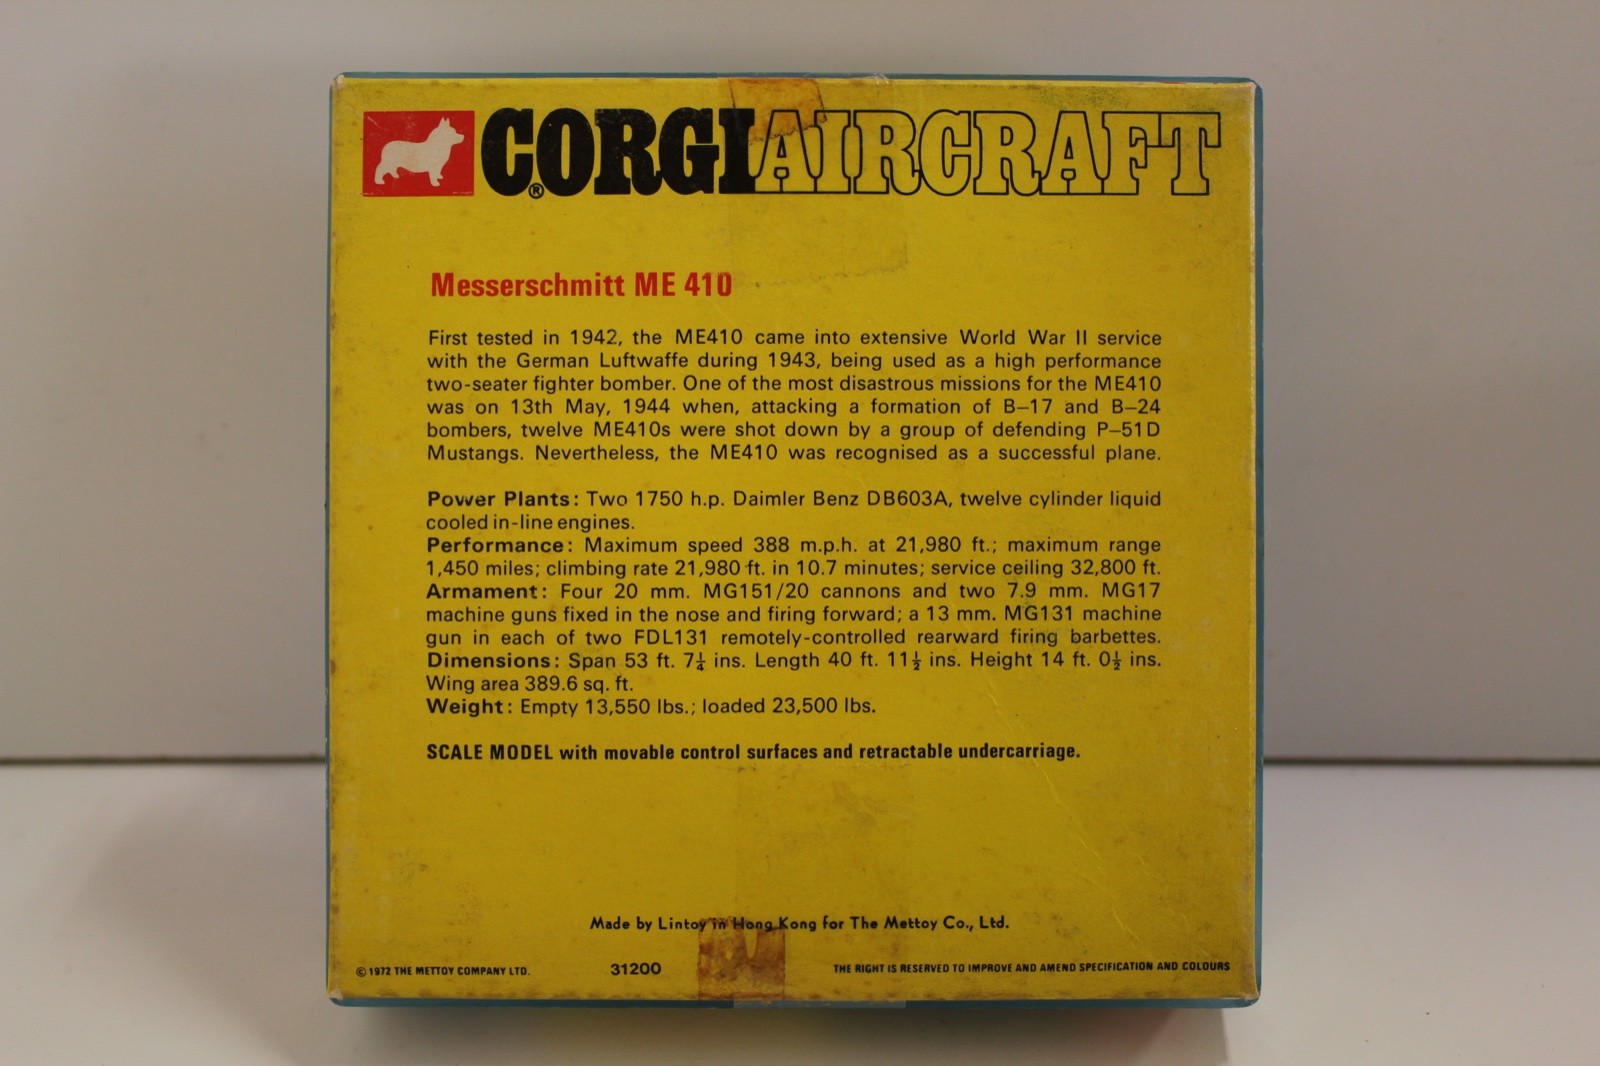 CORGI® AIRCRAFT
Messerschmitt ME 410
First tested in 1942, the ME410 came into extensive World War II service
with the German Luftwaffe during 1943, being used as a high performance
two-seater fighter bomber. One of the most disastrous missions for the ME410
was on 13th May, 1944 when, attacking a formation of B–17 and B–24
bombers, twelve ME410s were shot down by a group of defending P–51D
Mustangs. Nevertheless, the ME410 was recognised as a successful plane.
Power Plants: Two 1750 h.p. Daimler Benz DB603A, twelve cylinder liquid
cooled in-line engines.
Performance: Maximum speed 388 m.p.h. at 21,980 ft.; maximum range
1,450 miles; climbing rate 21,980 ft. in 10.7 minutes; service ceiling 32,800 ft.
Armament: Four 20 mm. MG151/20 cannons and two 7.9 mm. MG17
machine guns fixed in the nose and firing forward; a 13 mm. MG131 machine
gun in each of two FDL131 remotely-controlled rearward firing barbettes.
Dimensions: Span 53 ft. 7¼ ins. Length 40 ft. 11½ ins. Height 14 ft. 0½ ins.
Wing area 389.6 sq. ft.
Weight: Empty 13,550 lbs.; loaded 23,500 lbs.
SCALE MODEL with movable control surfaces and retractable undercarriage.
Made by Lintoy in Hong Kong for The Mettoy Co., Ltd.
© 1972 THE METTOY COMPANY LTD. 31200 THE RIGHT IS RESERVED TO IMPROVE AND AMEND SPECIFICATION AND COLOURS